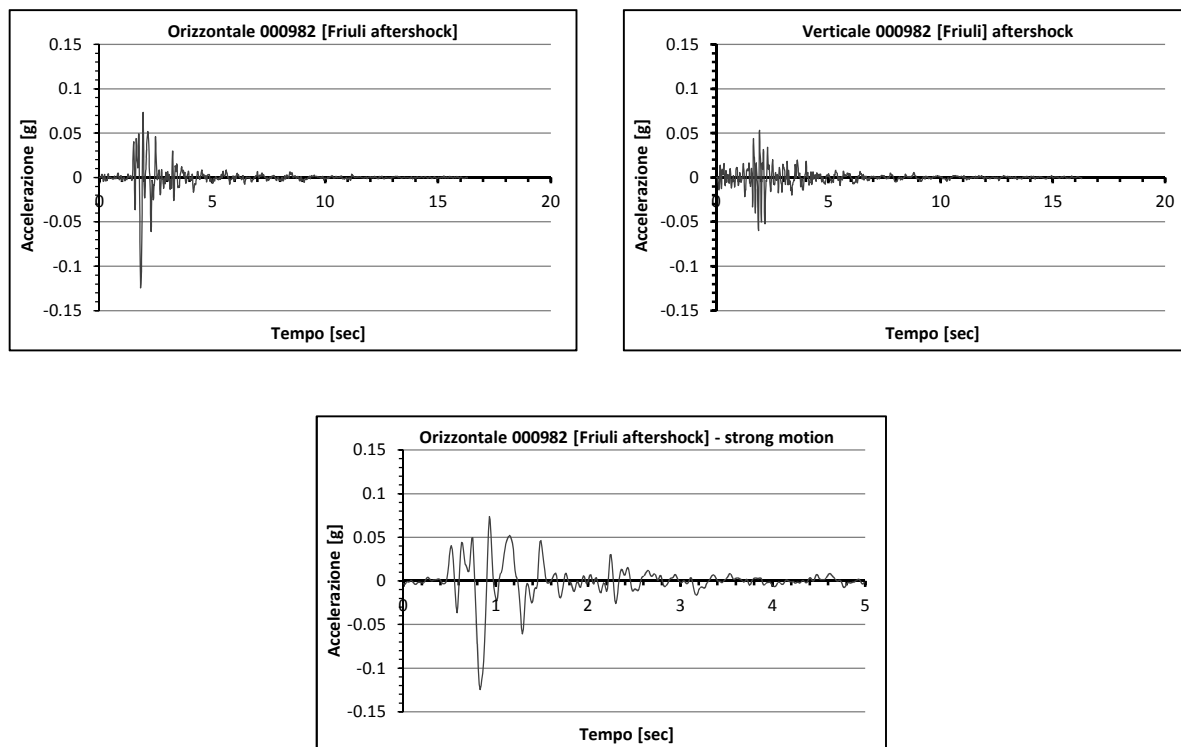 Orizzontale 000982 [Friuli aftershock]
0.15
0.1
0.05
0
-0.05
-0.1
-0.15
0 5 10 15 20
Accelerazione [g]
Tempo [sec]
Verticale 000982 [Friuli] aftershock
0.15
0.1
0.05
0
-0.05
-0.1
-0.15
0 5 10 15 20
Accelerazione [g]
Tempo [sec]
Orizzontale 000982 [Friuli aftershock] - strong motion
0.15
0.1
0.05
0
-0.05
-0.1
-0.15
0 1 2 3 4 5
Accelerazione [g]
Tempo [sec]